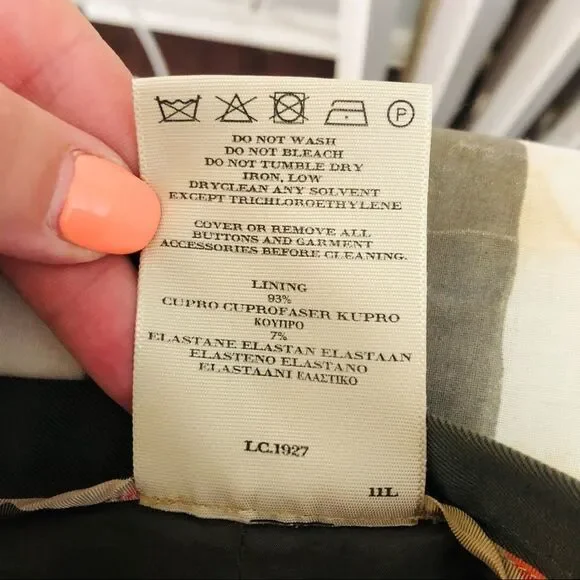 P
DO NOT WASH
DO NOT BLEACH
DO NOT TUMBLE DRY
IRON, LOW
DRYCLEAN ANY SOLVENT
EXCEPT TRICHLOROETHYLENE
COVER OR REMOVE ALL
BUTTONS AND GARMENT
ACCESSORIES BEFORE CLEANING.
LINING
93%
CUPRO CUPROFASER KUPRO
ΚΟΥΠΡΟ
7%
ELASTANE ELASTAN ELASTAAN
ELASTENO ELASTANO
ELASTAANI ΕΛΑΣΤΙΚΟ
LC.1927
11L